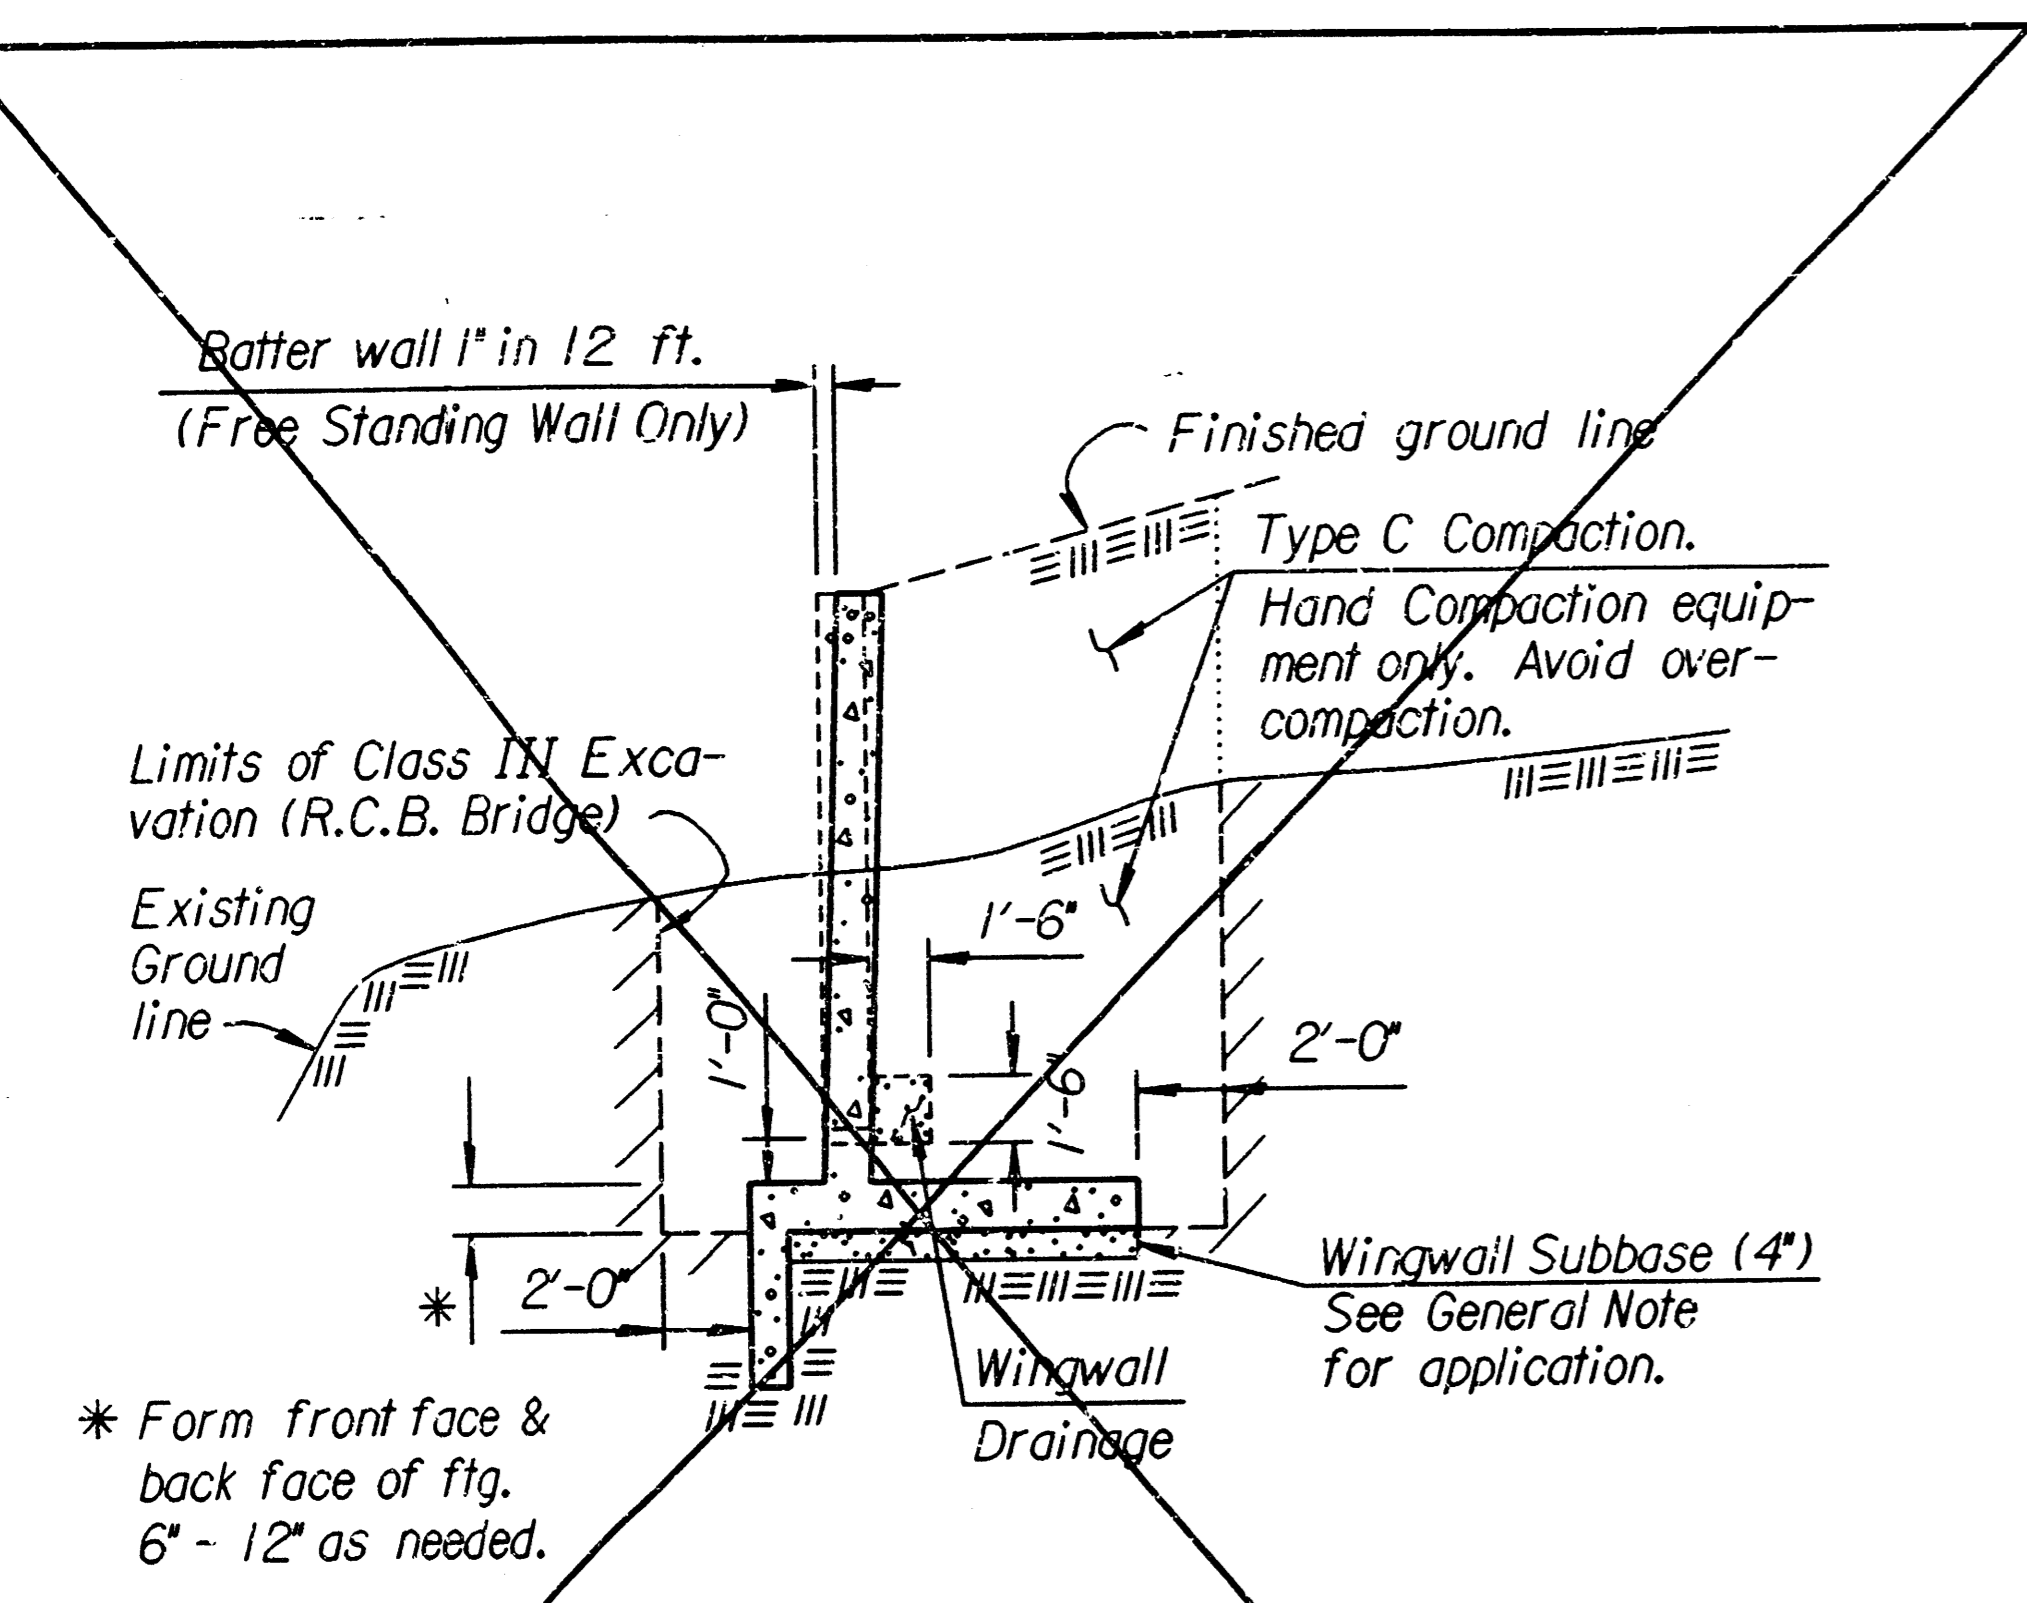 Batter wall 1" in 12 ft.
(Free Standing Wall Only)
Finished ground line
Type C Compaction.
Hand Compaction equip-
ment only. Avoid over-
compaction.
Limits of Class III Exca-
vation (R.C.B. Bridge)
Existing
Ground
line
1'-6"
1'-0"
1'-6"
2'-0"
2'-0"
*
Wingwall Subbase (4")
See General Note
for application.
Wingwall
Drainage
* Form front face &
back face of ftg.
6" - 12" as needed.